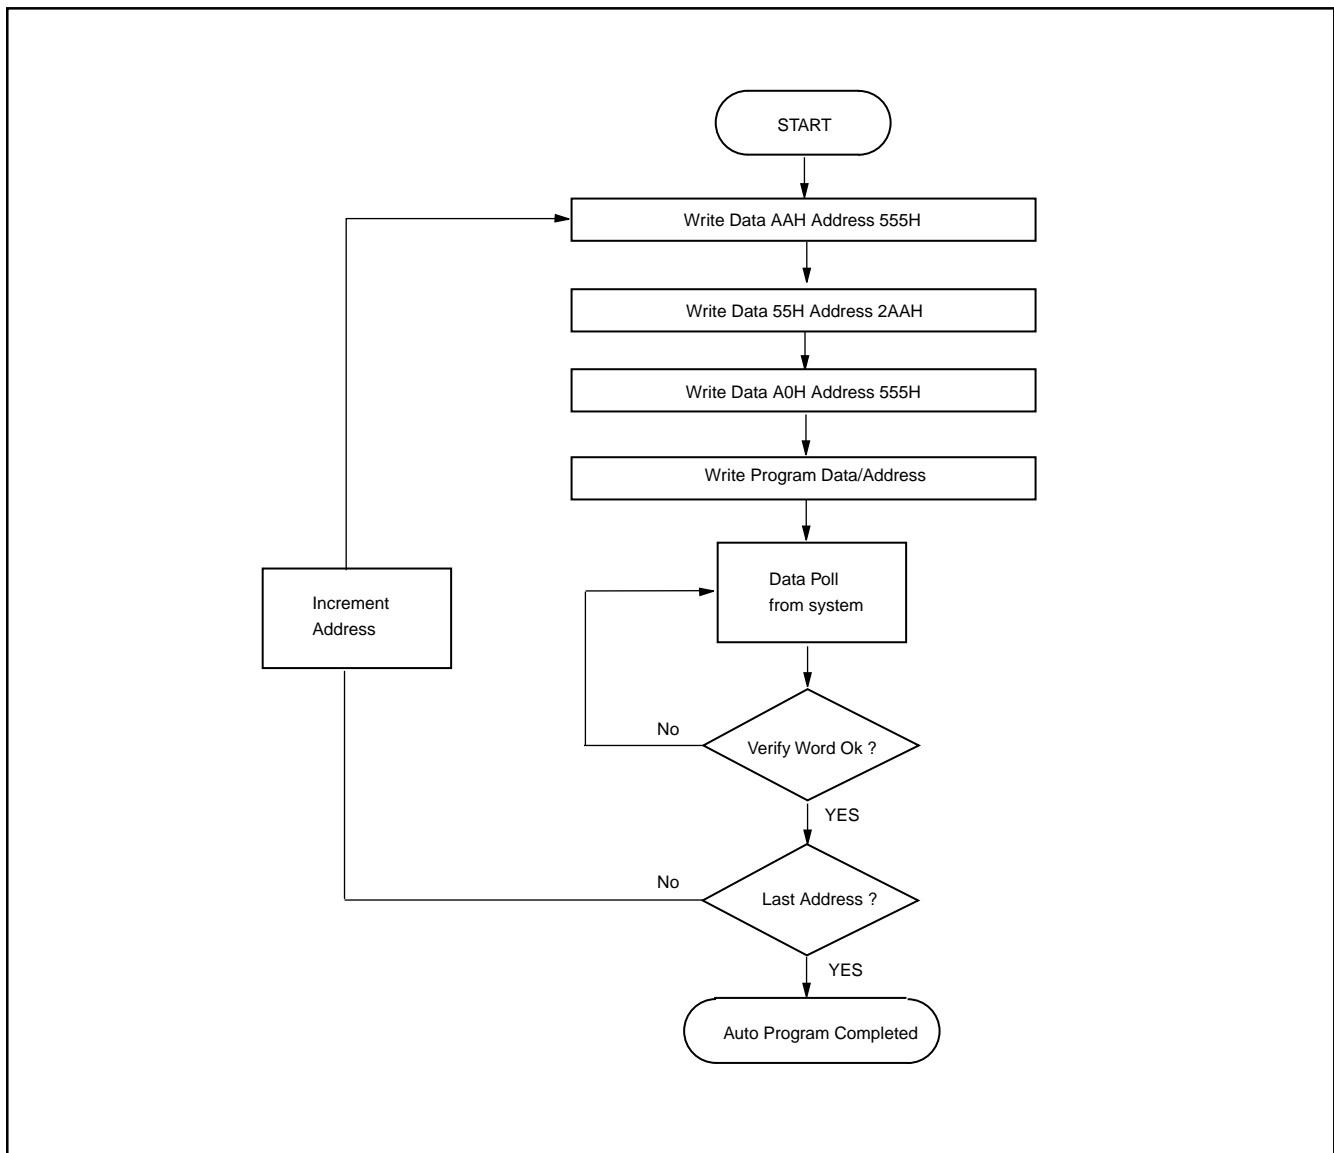 START
Write Data AAH Address 555H
Write Data 55H Address 2AAH
Write Data A0H Address 555H
Write Program Data/Address
Data Poll
from system
Increment
Address
No
Verify Word Ok ?
YES
No
Last Address ?
YES
Auto Program Completed